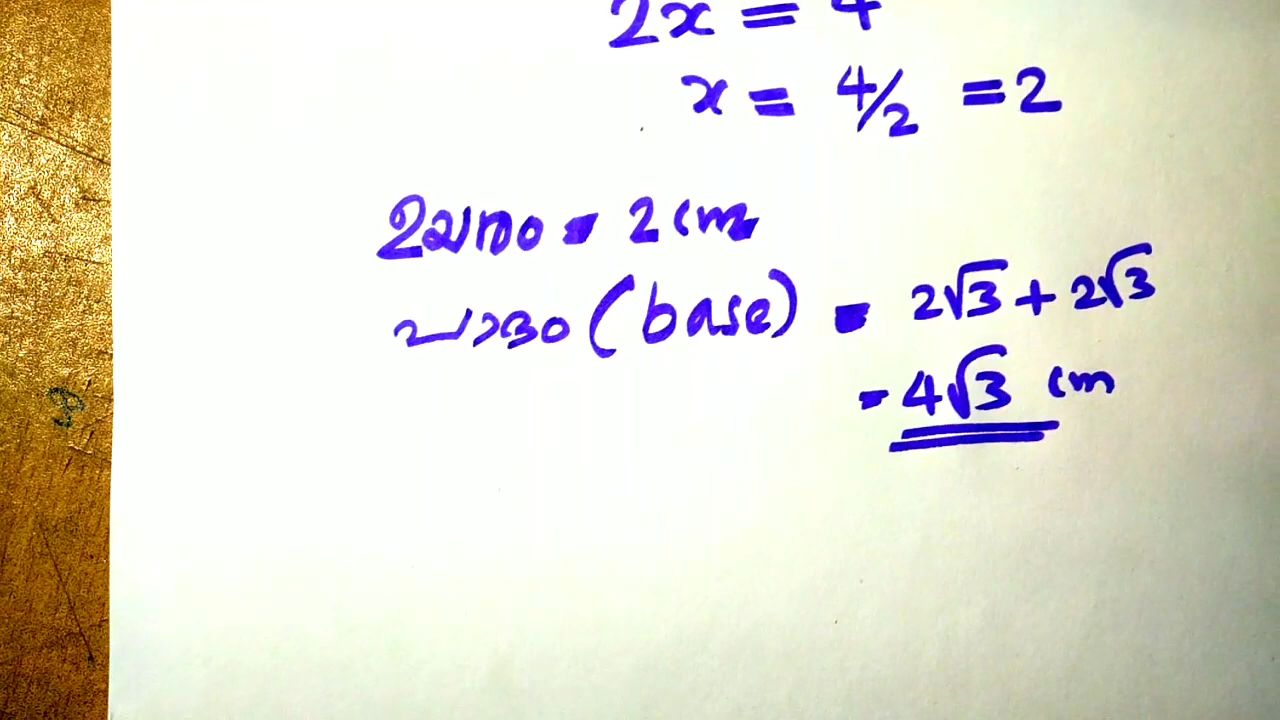 2x = 4
x = 4/2 = 2
ഉയരം = 2 cm
പാദം (base) = 2√3 + 2√3
= 4√3 cm